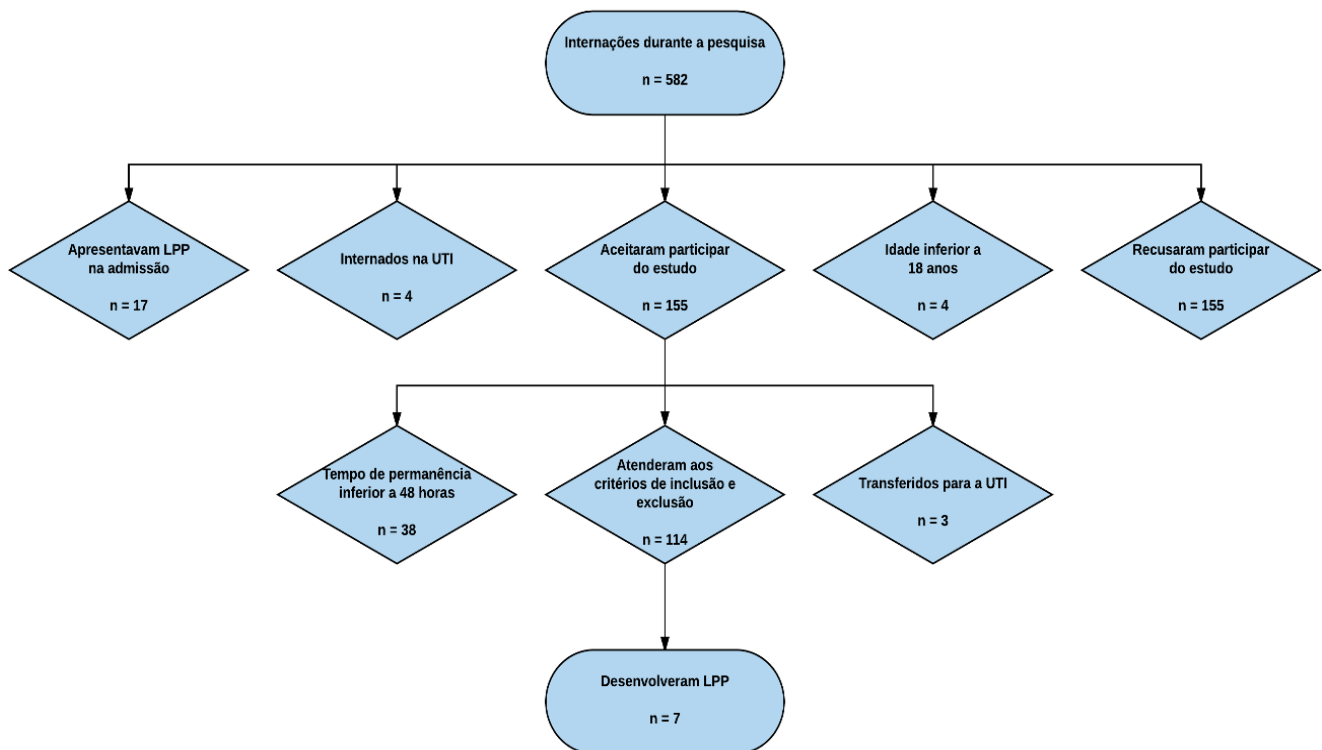 Internações durante a pesquisa
n = 582
Apresentavam LPP
na admissão
n = 17
Internados na UTI
n = 4
Aceitaram participar
do estudo
n = 155
Idade inferior a
18 anos
n = 4
Recusaram participar
do estudo
n = 155
Tempo de permanência
inferior a 48 horas
n = 38
Atenderam aos
critérios de inclusão e
exclusão
n = 114
Transferidos para a UTI
n = 3
Desenvolveram LPP
n = 7